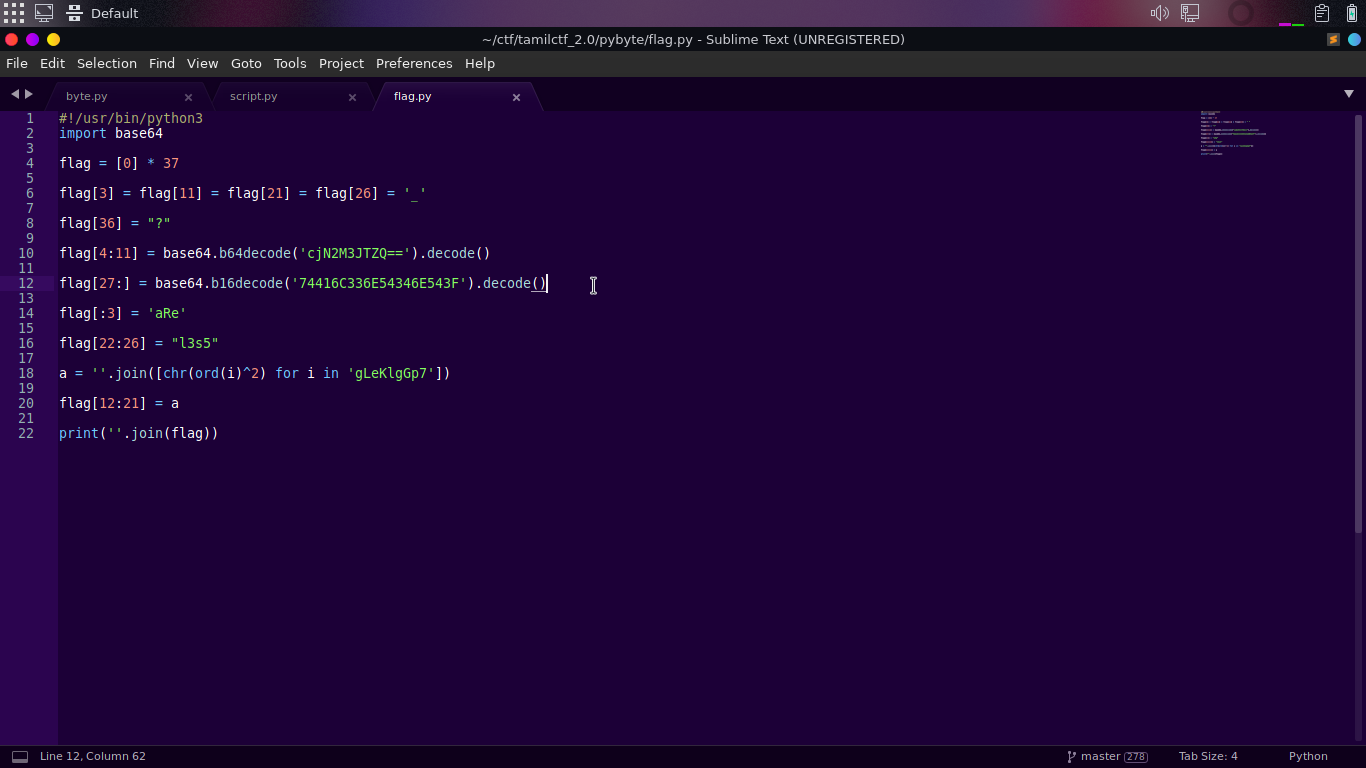 Default
~/ctf/tamilctf_2.0/pybyte/flag.py - Sublime Text (UNREGISTERED)
File Edit Selection Find View Goto Tools Project Preferences Help
byte.py script.py flag.py
1 #!/usr/bin/python3
2 import base64
3
4 flag = [0] * 37
5
6 flag[3] = flag[11] = flag[21] = flag[26] = '_'
7
8 flag[36] = "?"
9
10 flag[4:11] = base64.b64decode('cjN2M3JTZQ==').decode()
11
12 flag[27:] = base64.b16decode('74416C336E54346E543F').decode()
13
14 flag[:3] = 'aRe'
15
16 flag[22:26] = "l3s5"
17
18 a = ''.join([chr(ord(i)^2) for i in 'gLeKlgGp7'])
19
20 flag[12:21] = a
21
22 print(''.join(flag))
Line 12, Column 62
master 278
Tab Size: 4
Python